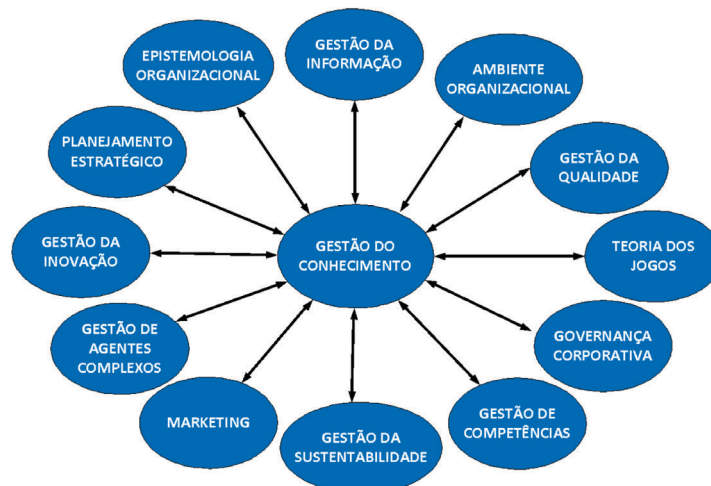 GESTÃO DA
INFORMAÇÃO
EPISTEMOLOGIA
ORGANIZACIONAL
AMBIENTE
ORGANIZACIONAL
PLANEJAMENTO
ESTRATÉGICO
GESTÃO DA
QUALIDADE
GESTÃO DA
INOVAÇÃO
GESTÃO DO
CONHECIMENTO
TEORIA DOS
JOGOS
GESTÃO DE
AGENTES
COMPLEXOS
GOVERNANÇA
CORPORATIVA
MARKETING
GESTÃO DA
SUSTENTABILIDADE
GESTÃO DE
COMPETÊNCIAS